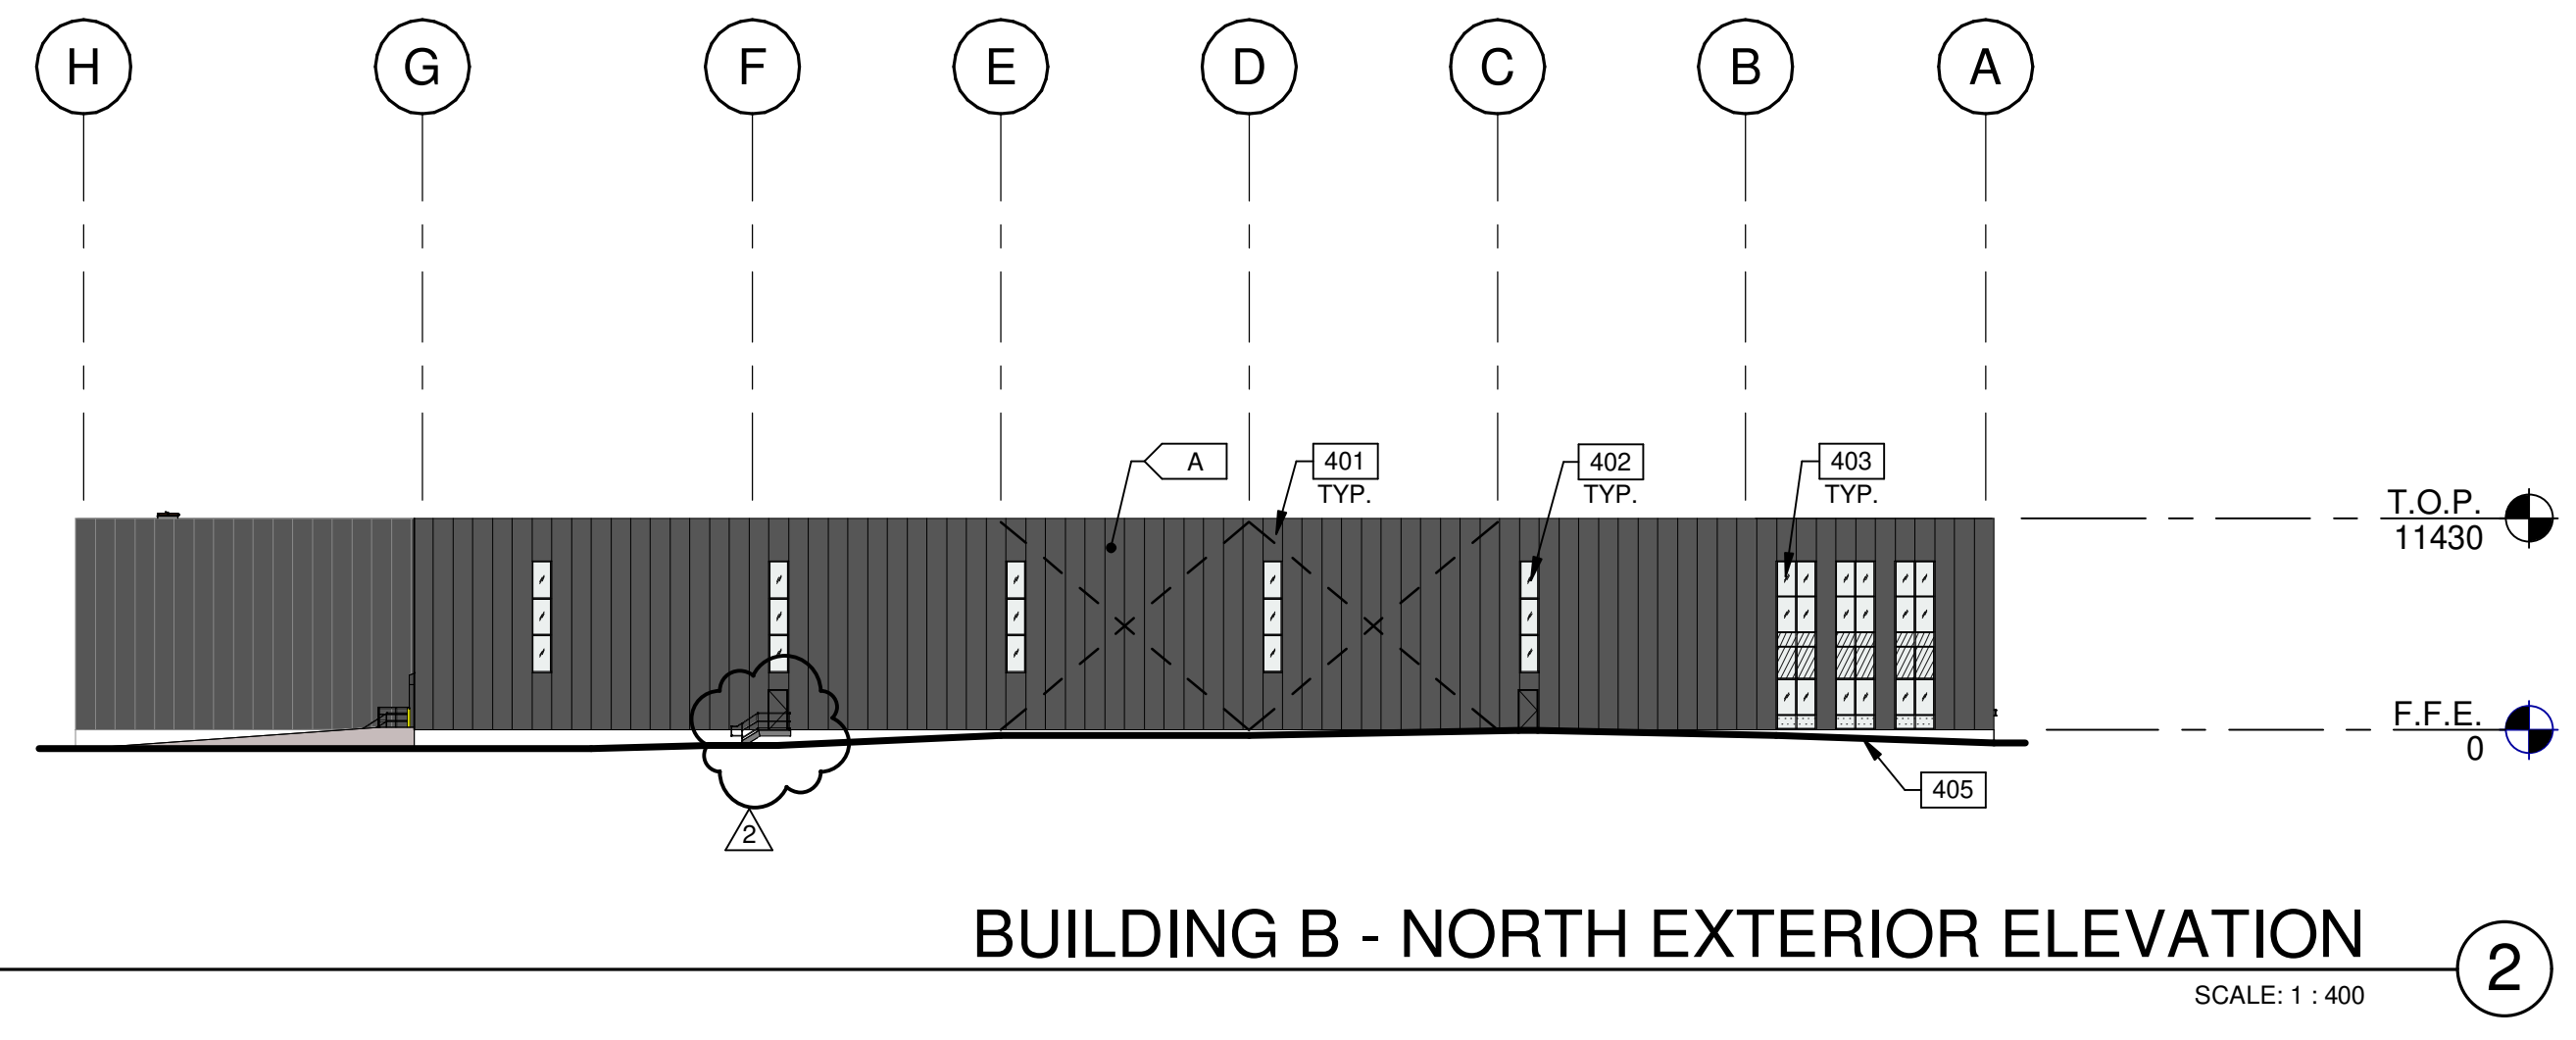 H G F E D C B A
A 401 402 403
TYP. TYP. TYP.
T.O.P.
11430
F.F.E.
0
405
2
BUILDING B - NORTH EXTERIOR ELEVATION
2
SCALE: 1 : 400